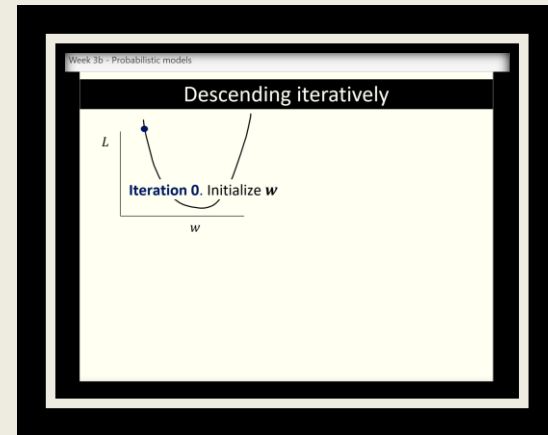 Week 3b - Probabilistic models
Descending iteratively
L
Iteration 0. Initialize w
w